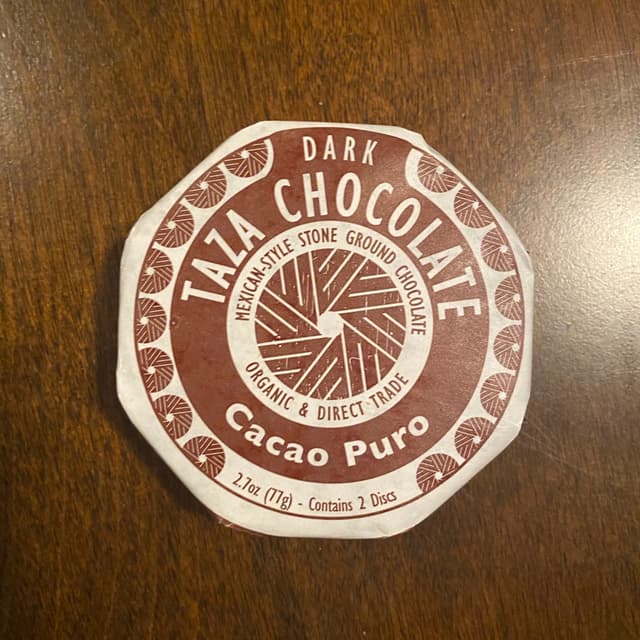 DARK
TAZA CHOCOLATE
MEXICAN-STYLE STONE GROUND CHOCOLATE
ORGANIC & DIRECT TRADE
Cacao Puro
2.7oz (77g) - Contains 2 Discs